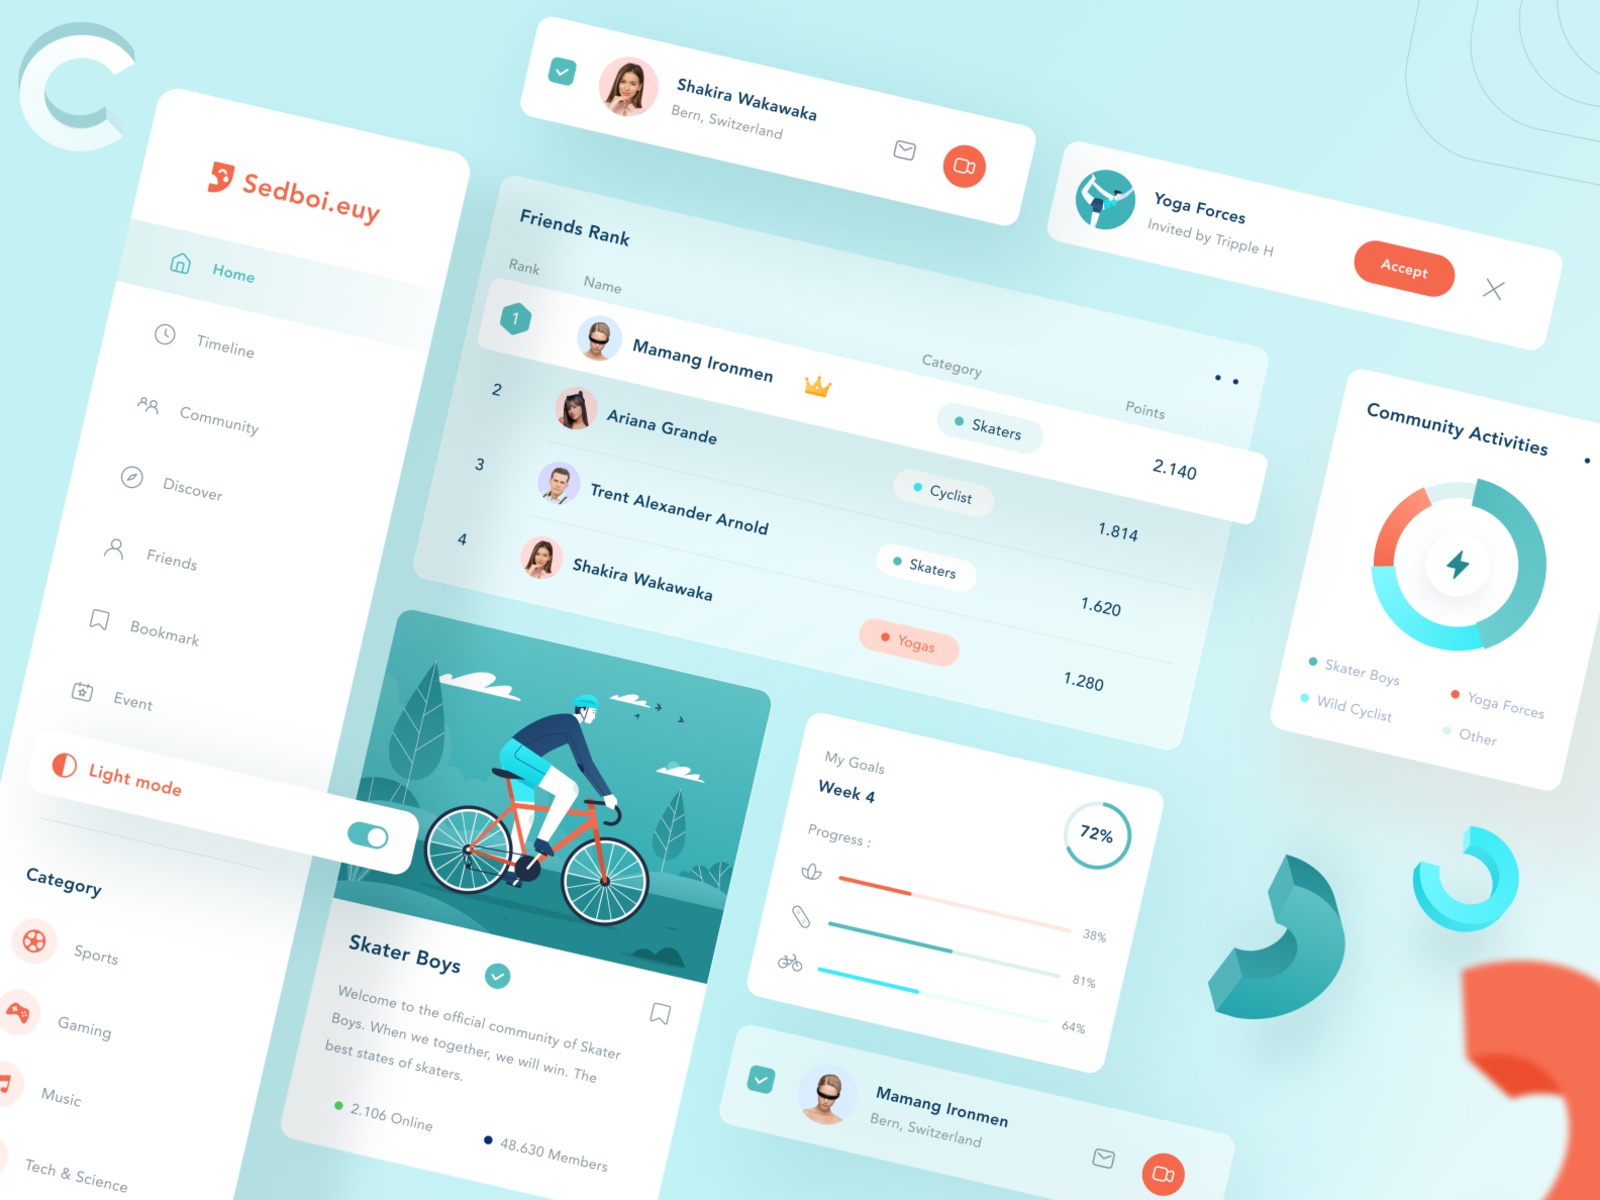 Sedboi.euy
Home
Timeline
Community
Discover
Friends
Bookmark
Event
Light mode
Category
Sports
Gaming
Music
Tech & Science
Shakira Wakawaka
Bern, Switzerland
Yoga Forces
Invited by Tripple H
Accept
Friends Rank
Rank
Name
Category
Points
1
Mamang Ironmen
Skaters
2.140
2
Ariana Grande
Cyclist
1.814
3
Trent Alexander Arnold
Skaters
1.620
4
Shakira Wakawaka
Yogas
1.280
Community Activities
Skater Boys
Yoga Forces
Wild Cyclist
Other
Skater Boys
Welcome to the official community of Skater
Boys. When we together, we will win. The
best states of skaters.
2.106 Online
48.630 Members
My Goals
Week 4
72%
Progress :
38%
81%
64%
Mamang Ironmen
Bern, Switzerland